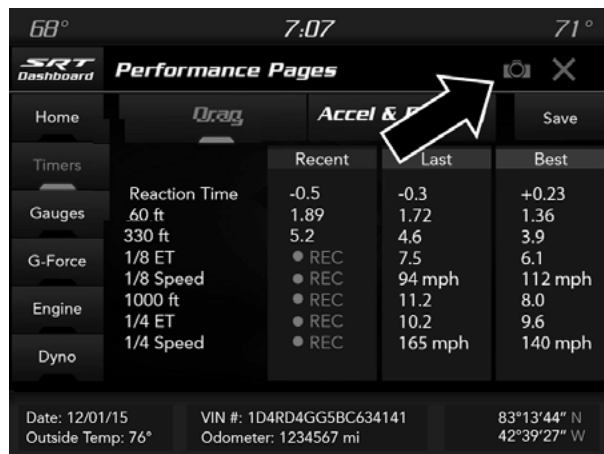 68° 7:07 71°
SRT
Dashboard Performance Pages
Home Drag Accel & Save
Timers Recent Last Best
Reaction Time -0.5 -0.3 +0.23
Gauges 60 ft 1.89 1.72 1.36
330 ft 5.2 4.6 3.9
G-Force 1/8 ET REC 7.5 6.1
1/8 Speed REC 94 mph 112 mph
Engine 1000 ft REC 11.2 8.0
1/4 ET REC 10.2 9.6
1/4 Speed REC 165 mph 140 mph
Dyno
Date: 12/01/15 VIN #: 1D4RD4GG5BC634141 83°13'44" N
Outside Temp: 76° Odometer: 1234567 mi 42°39'27" W